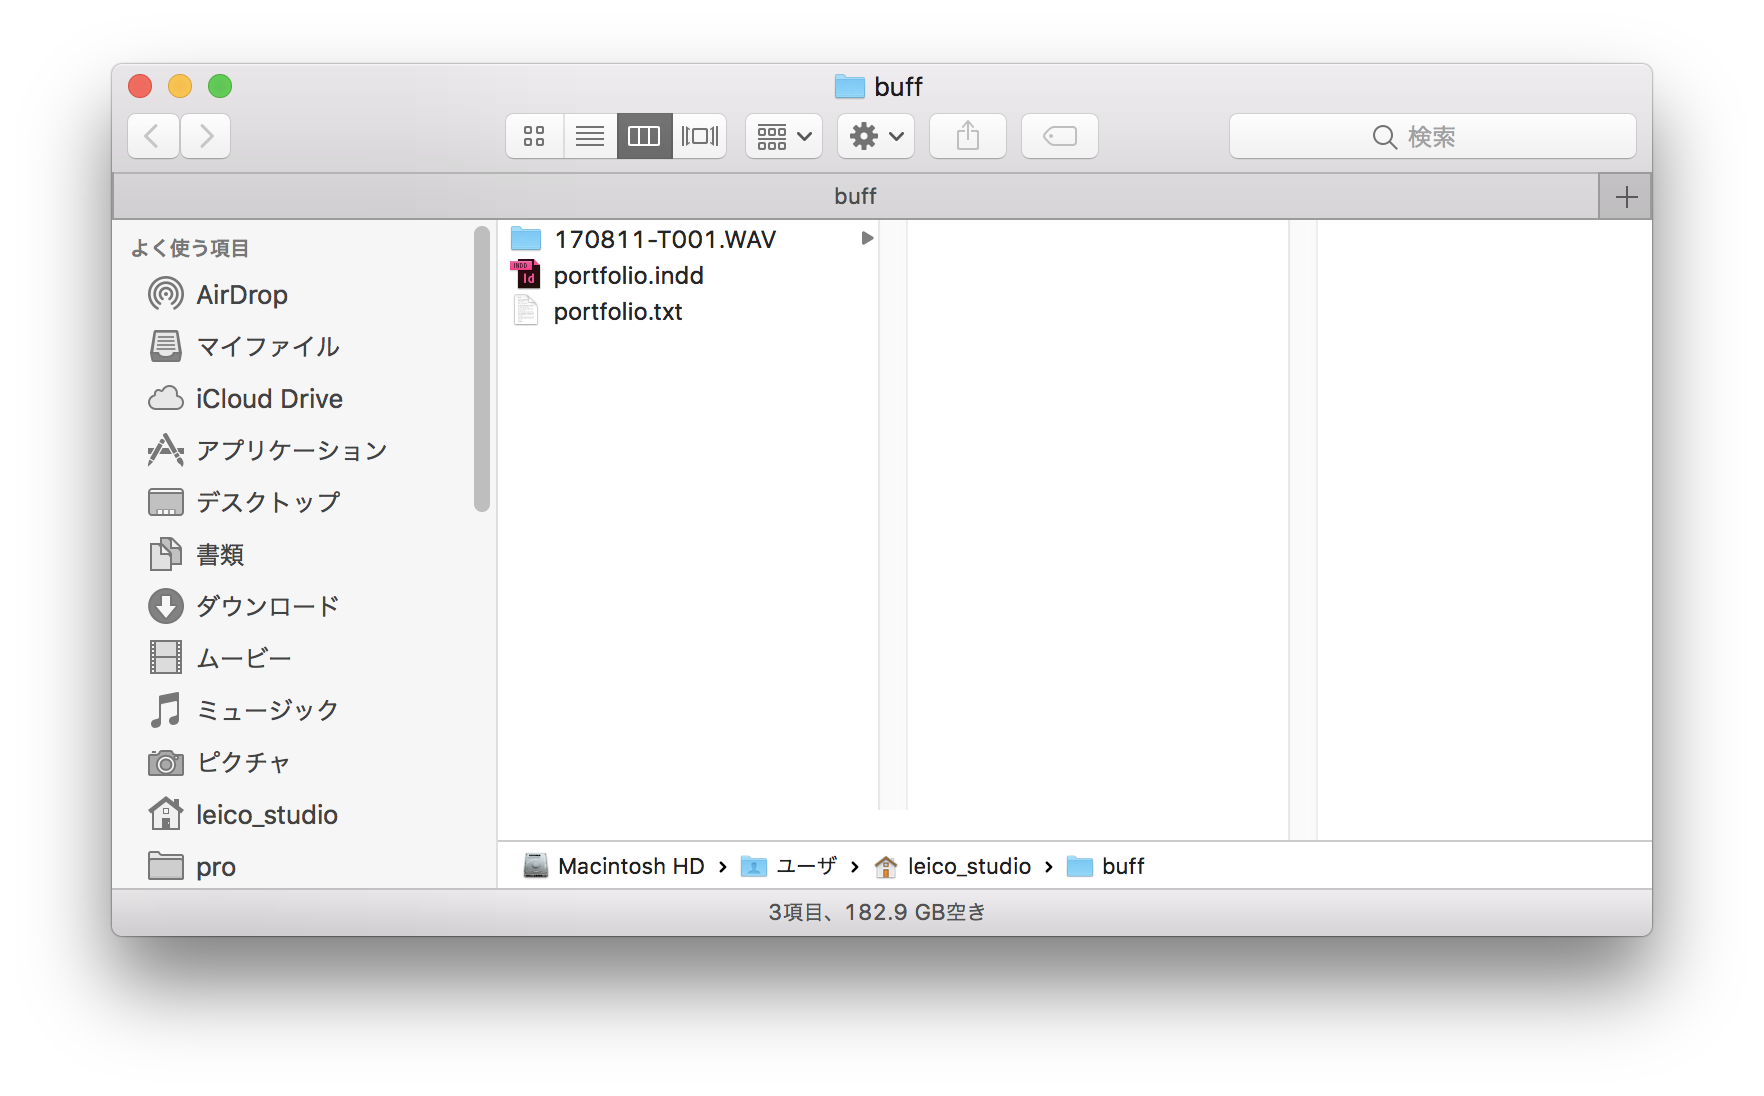 buff
検索
buff
よく使う項目
AirDrop
マイファイル
iCloud Drive
アプリケーション
デスクトップ
書類
ダウンロード
ムービー
ミュージック
ピクチャ
leico_studio
pro
170811-T001.WAV
INDD
Id
portfolio.indd
portfolio.txt
Macintosh HD › ユーザ › leico_studio › buff
3項目、182.9 GB空き